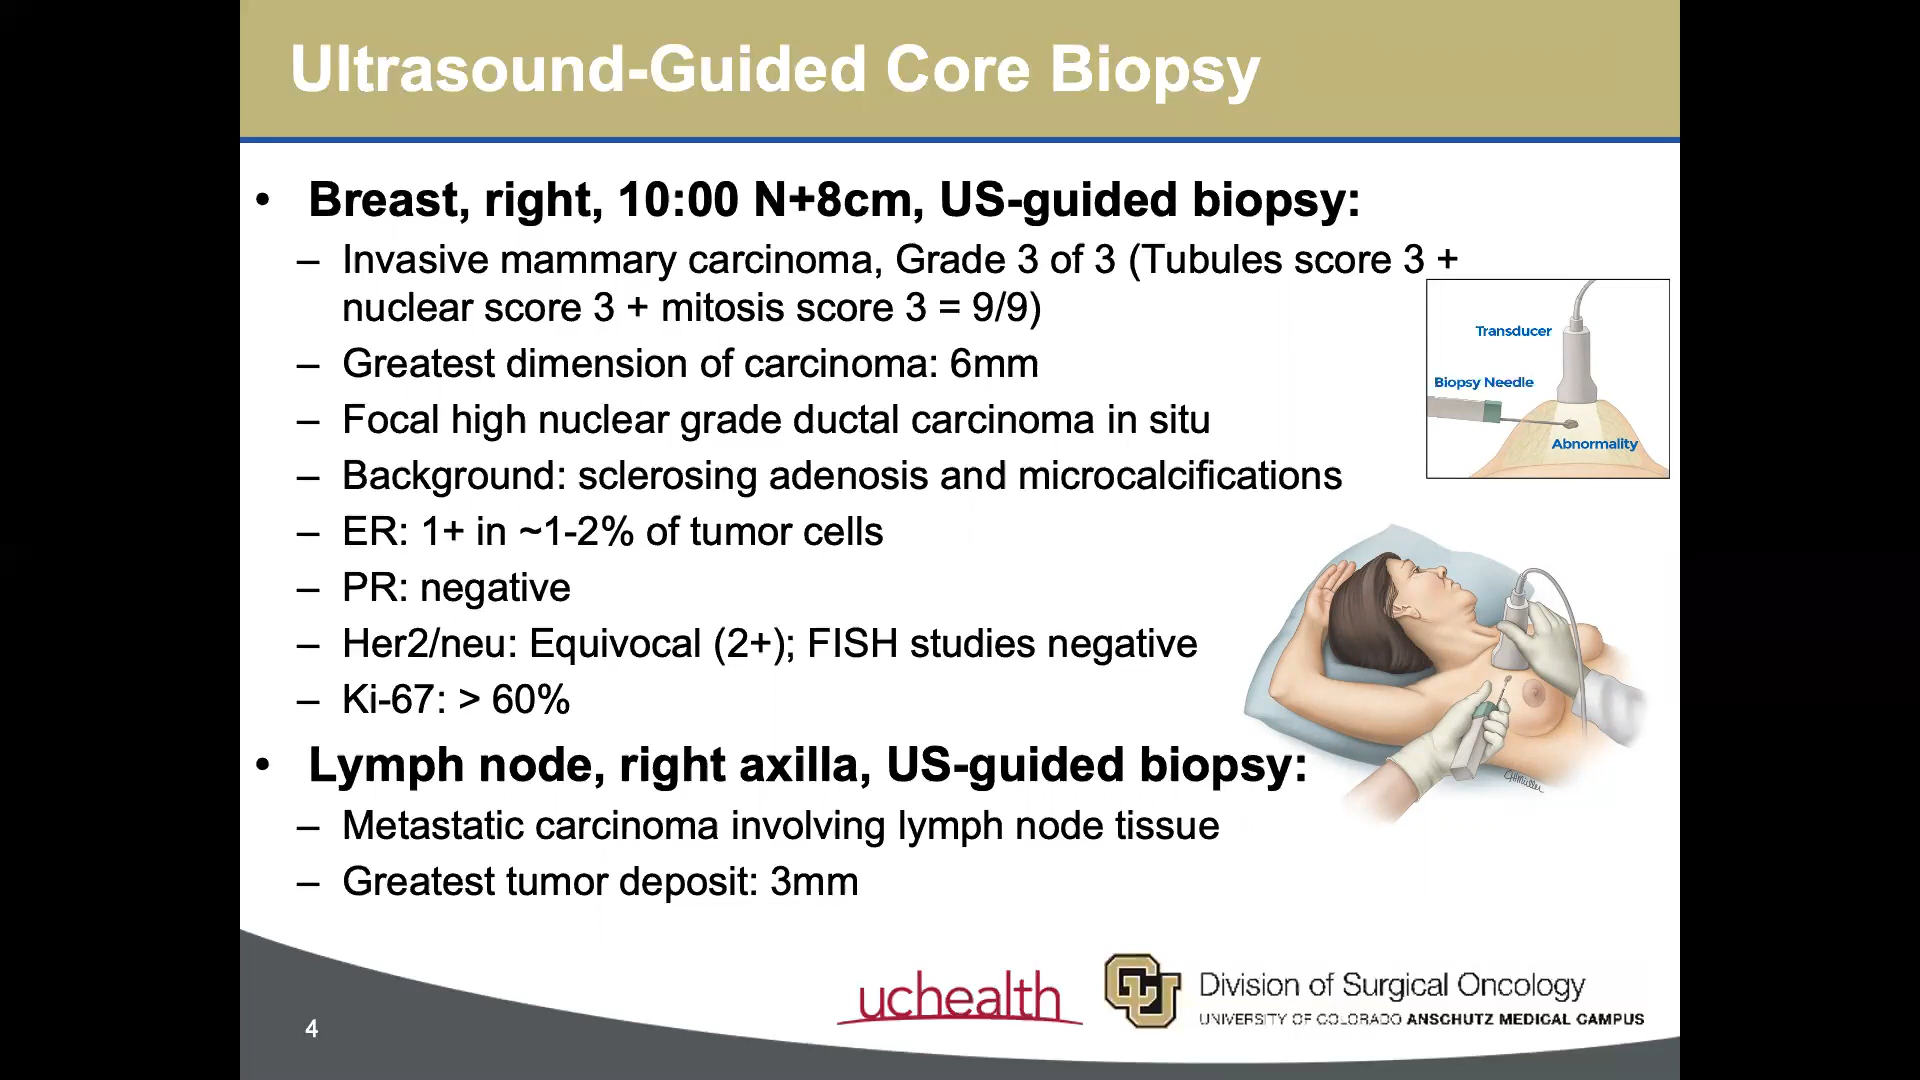 Ultrasound-Guided Core Biopsy
• Breast, right, 10:00 N+8cm, US-guided biopsy:
– Invasive mammary carcinoma, Grade 3 of 3 (Tubules score 3 +
nuclear score 3 + mitosis score 3 = 9/9)
– Greatest dimension of carcinoma: 6mm
– Focal high nuclear grade ductal carcinoma in situ
– Background: sclerosing adenosis and microcalcifications
– ER: 1+ in ~1-2% of tumor cells
– PR: negative
– Her2/neu: Equivocal (2+); FISH studies negative
– Ki-67: > 60%
• Lymph node, right axilla, US-guided biopsy:
– Metastatic carcinoma involving lymph node tissue
– Greatest tumor deposit: 3mm
Transducer
Biopsy Needle
Abnormality
4
uchealth
CU
Division of Surgical Oncology
UNIVERSITY OF COLORADO ANSCHUTZ MEDICAL CAMPUS